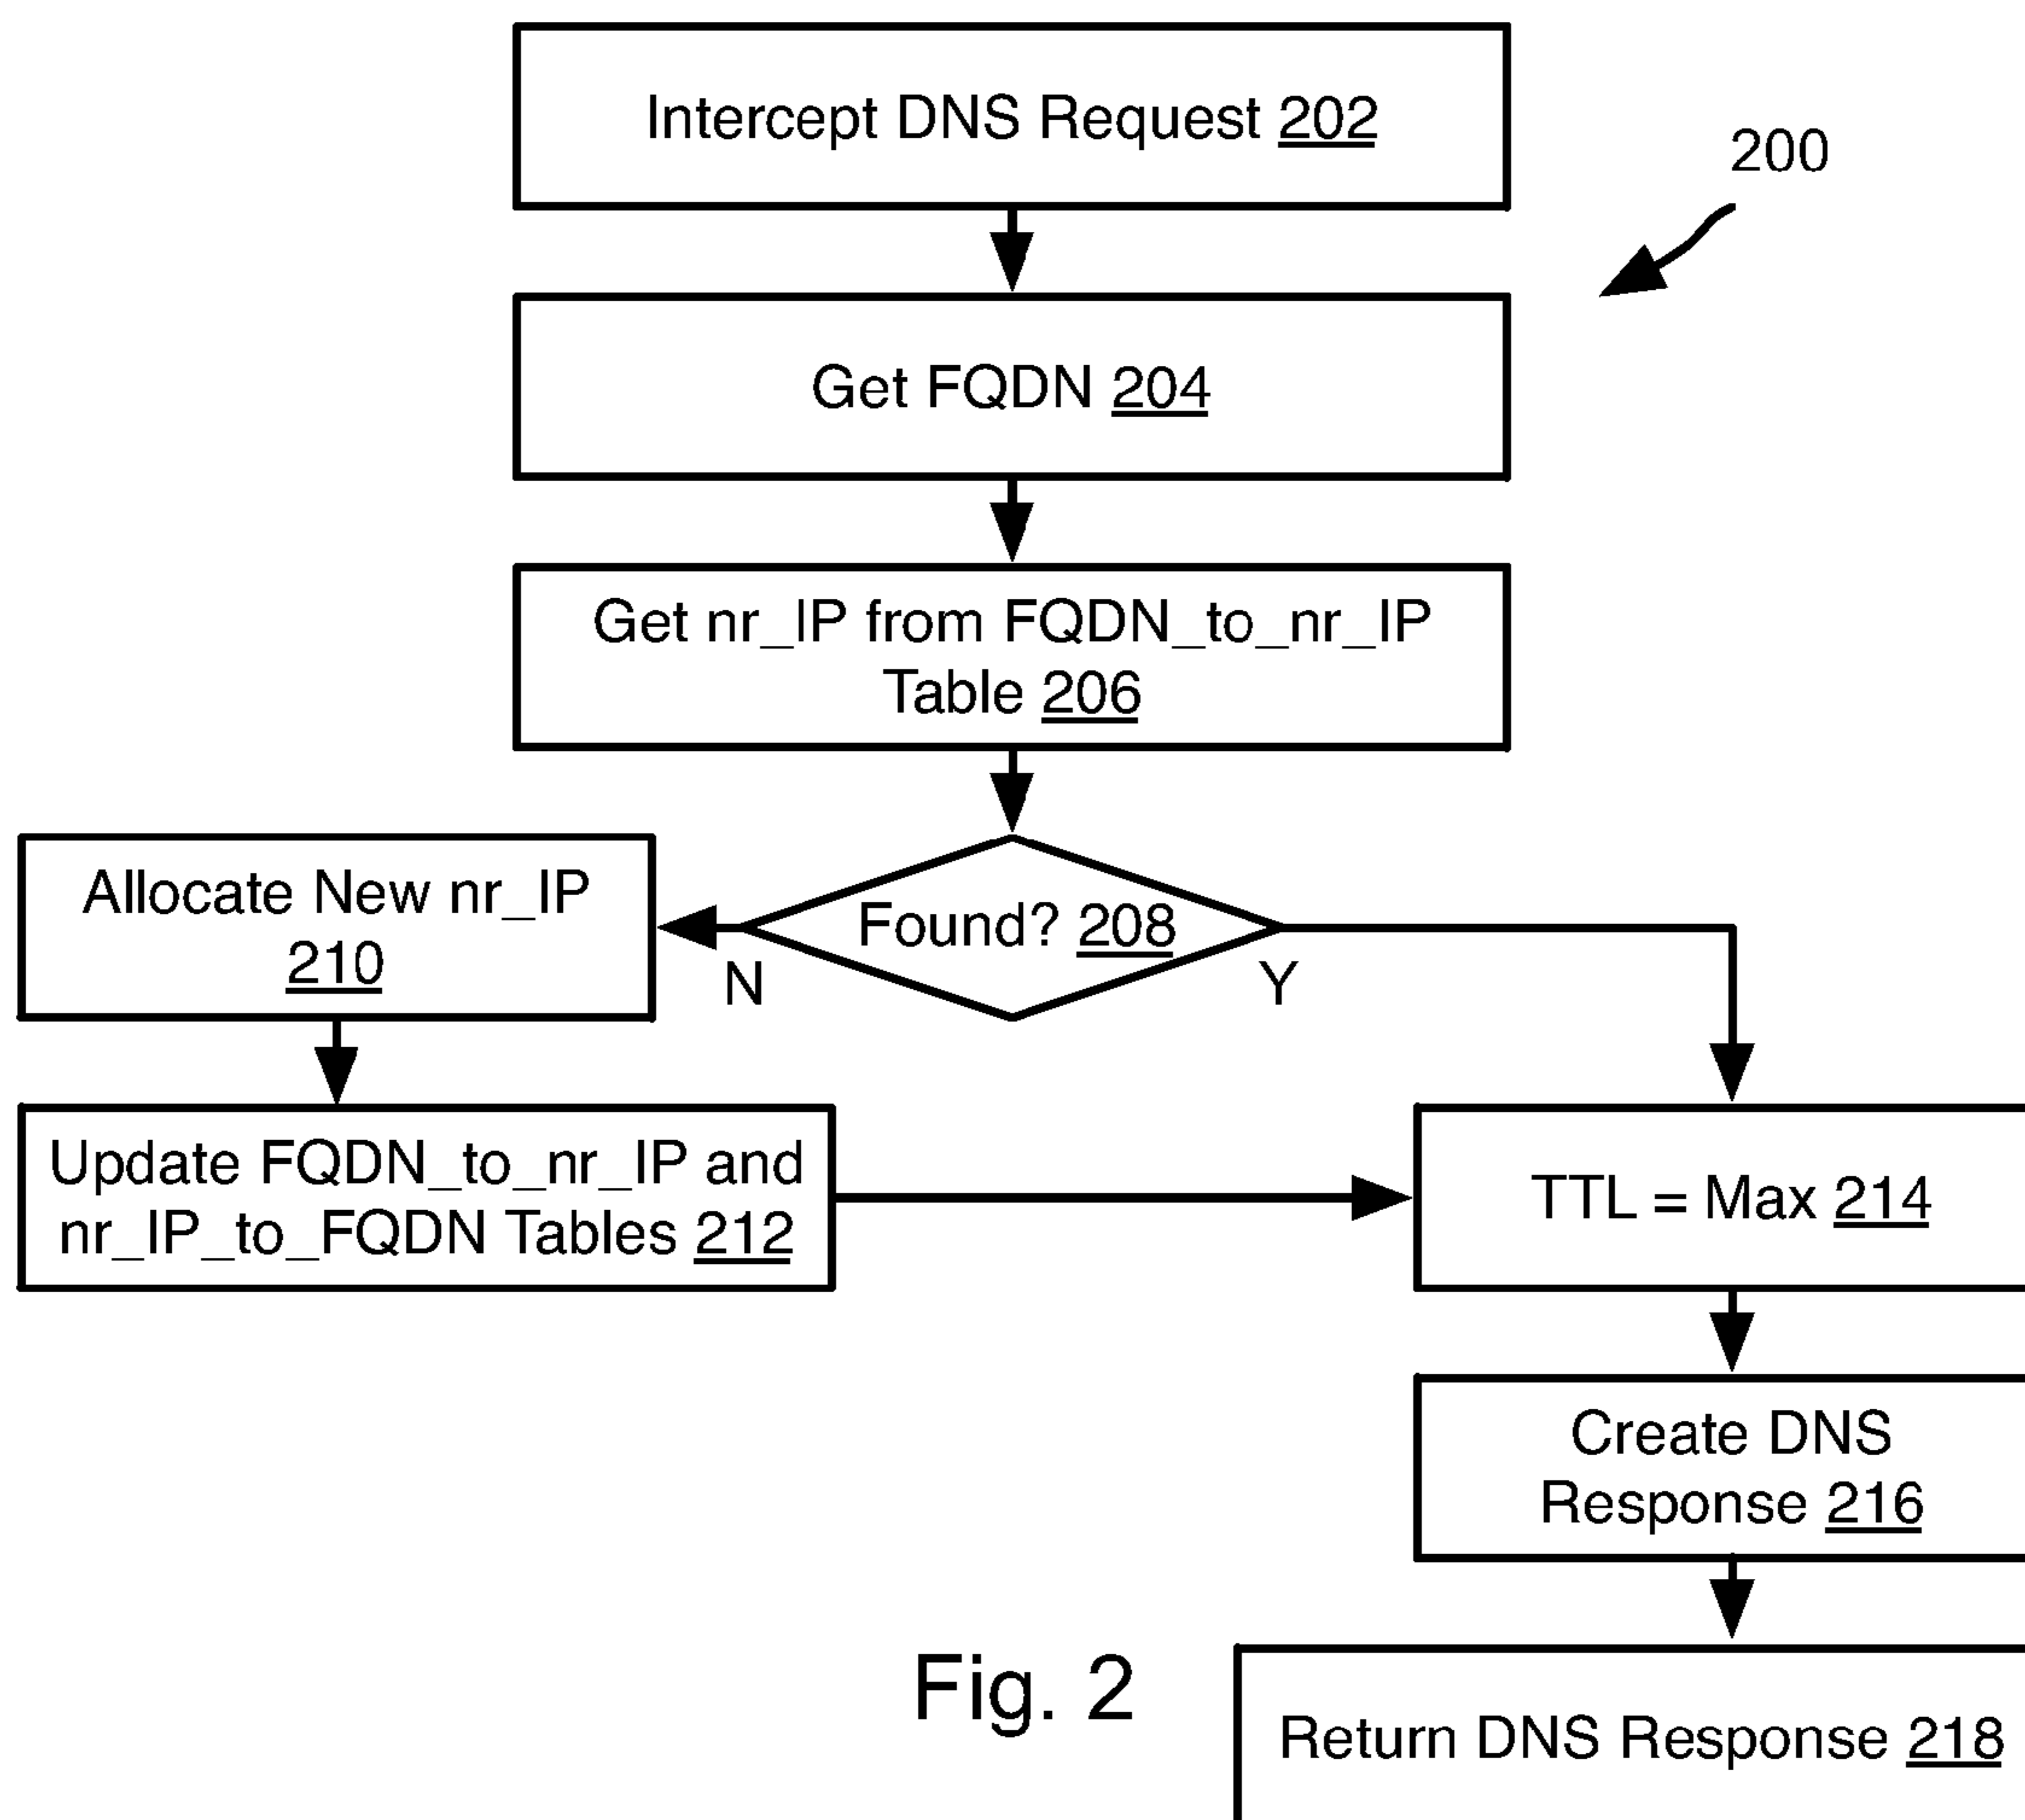 Intercept DNS Request 202
200
Get FQDN 204
Get nr_IP from FQDN_to_nr_IP
Table 206
Found? 208
N
Y
Allocate New nr_IP
210
Update FQDN_to_nr_IP and
nr_IP_to_FQDN Tables 212
TTL = Max 214
Create DNS
Response 216
Return DNS Response 218
Fig. 2